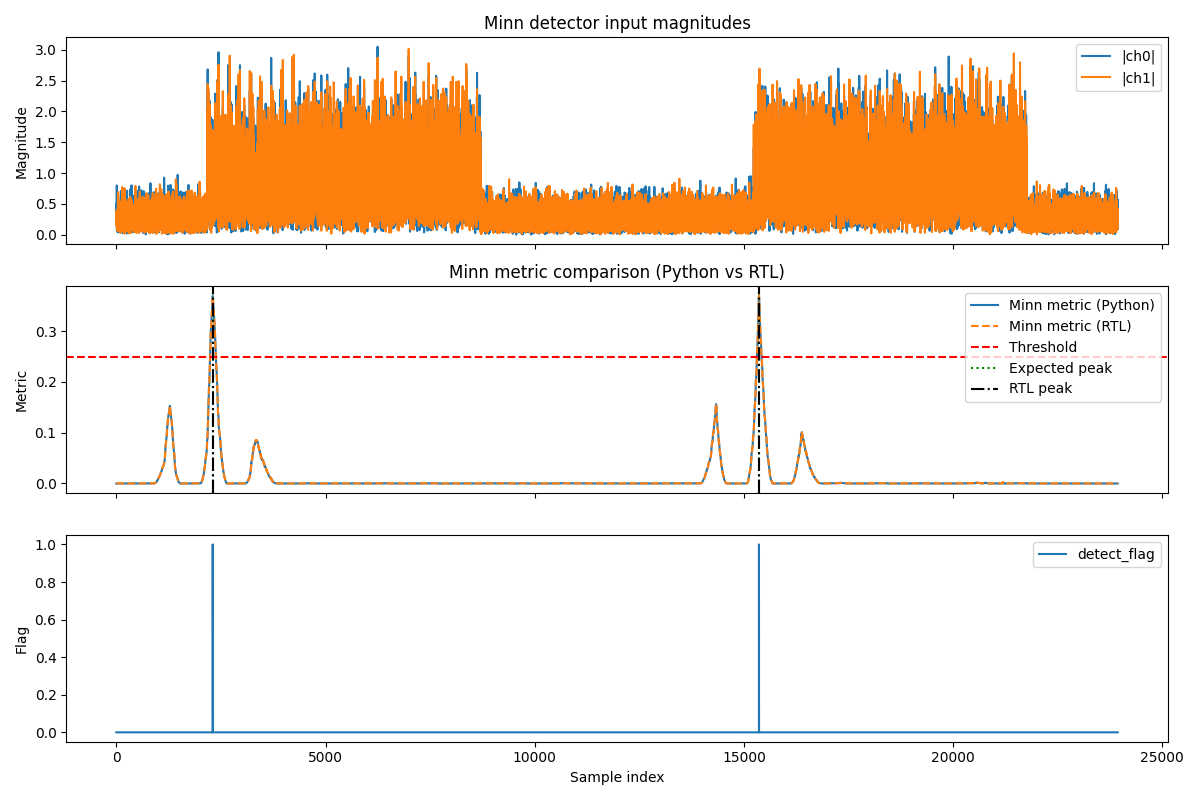 Minn detector input magnitudes
3.0
2.5
2.0
1.5
1.0
0.5
0.0
Magnitude
|ch0|
|ch1|
Minn metric comparison (Python vs RTL)
0.3
0.2
0.1
0.0
Metric
Minn metric (Python)
Minn metric (RTL)
Threshold
Expected peak
RTL peak
1.0
0.8
0.6
0.4
0.2
0.0
Flag
detect_flag
0 5000 10000 15000 20000 25000
Sample index